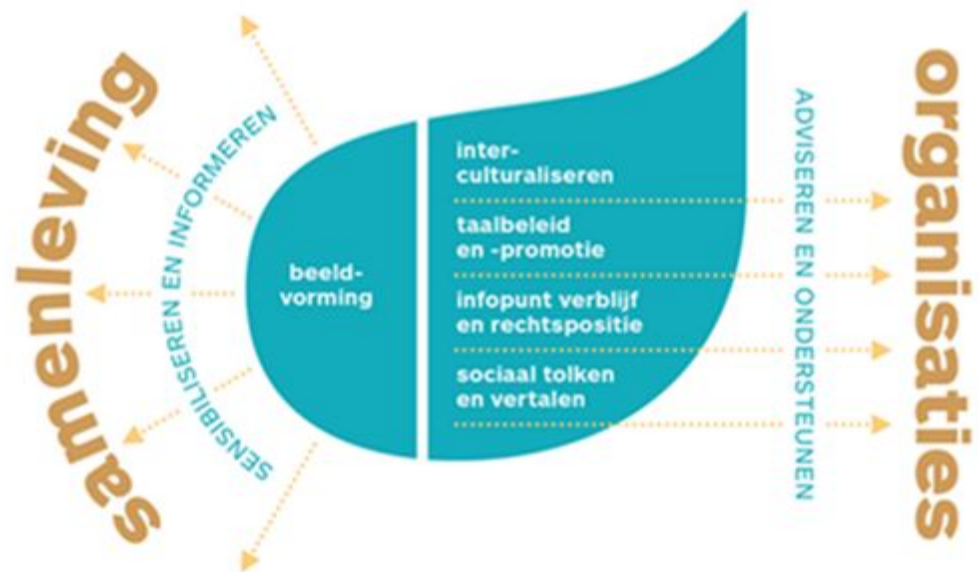 samenleving
SENSIBILISEREN EN INFORMEREN
beeld-
vorming
inter-
culturaliseren
taalbeleid
en -promotie
infopunt verblijf
en rechtspositie
sociaal tolken
en vertalen
ADVISEREN EN ONDERSTEUNEN
organisaties